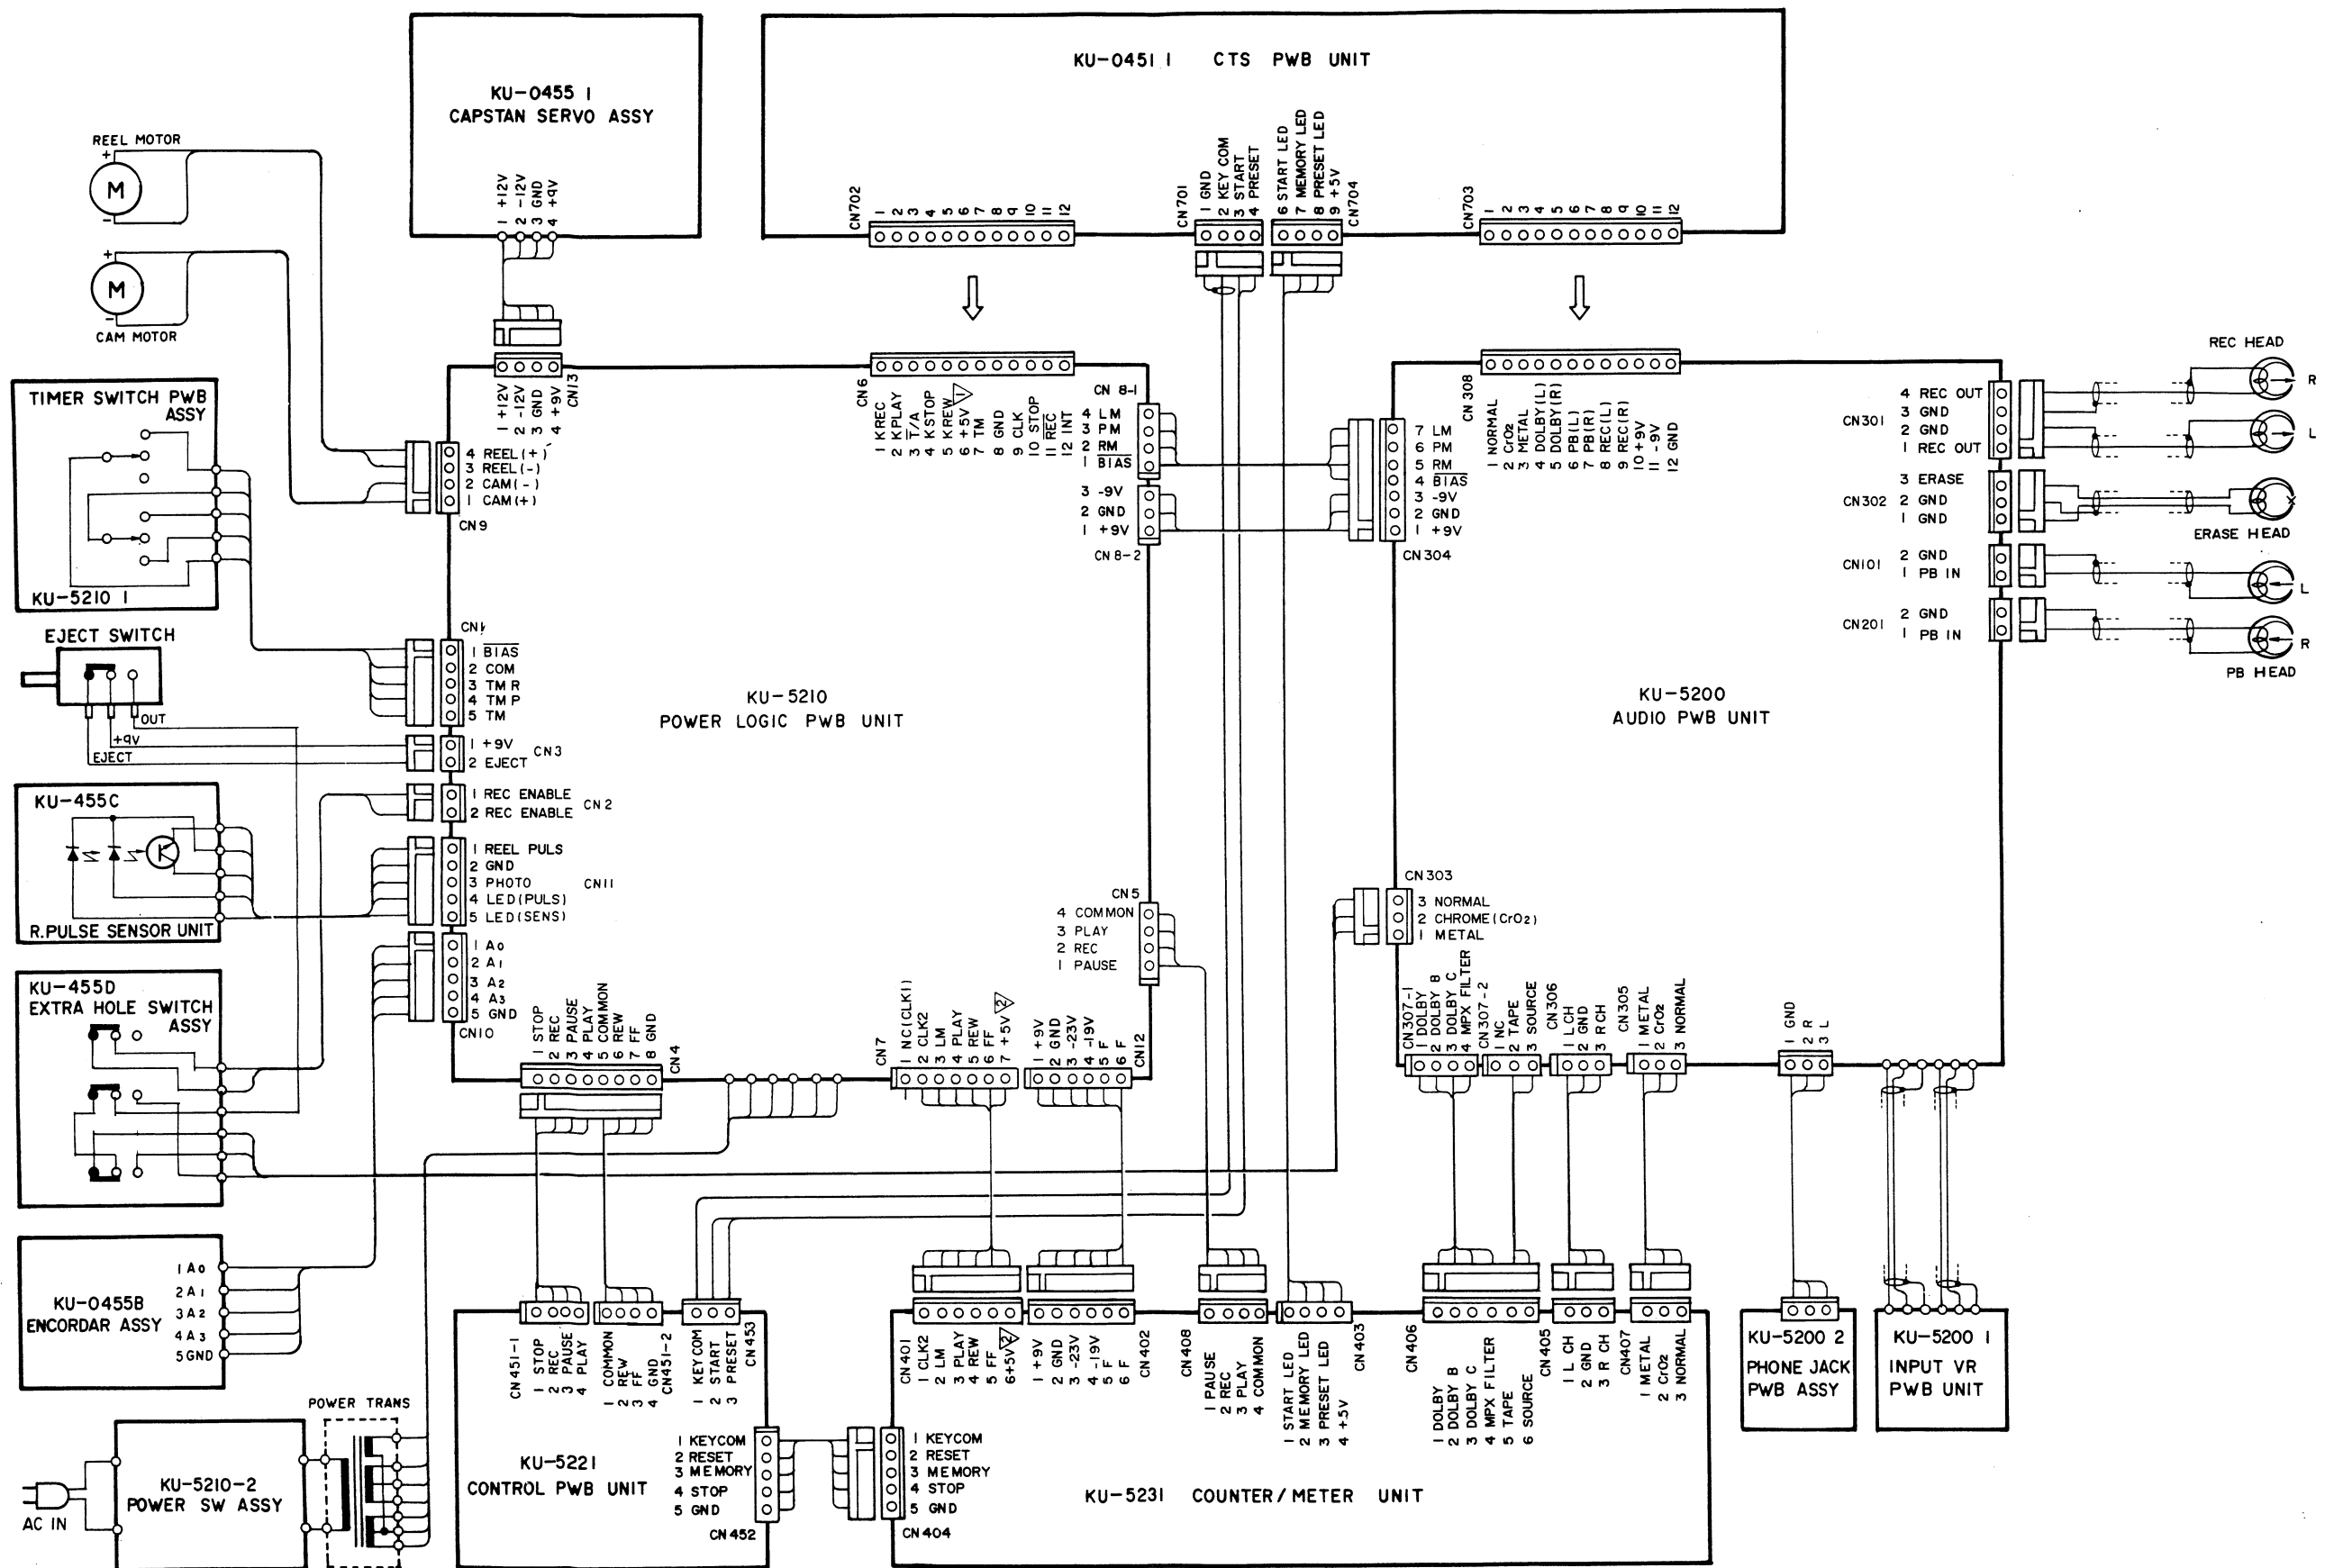 KU-0451 1 CTS PWB UNIT
KU-0455 1
CAPSTAN SERVO ASSY
1 +12V
2 -12V
3 GND
4 +9V
CN702
1
2
3
4
5
6
7
8
9
10
11
12
CN701
1 GND
2 KEY COM
3 START
4 PRESET
6 START LED
7 MEMORY LED
8 PRESET LED
9 +5V
CN704
CN703
1
2
3
4
5
6
7
8
9
10
11
12
REEL MOTOR
+
M
-
+
M
-
CAM MOTOR
TIMER SWITCH PWB
ASSY
KU-5210 1
EJECT SWITCH
OUT
+9V
EJECT
KU-455C
R.PULSE SENSOR UNIT
KU-455D
EXTRA HOLE SWITCH
ASSY
KU-0455B
ENCORDAR ASSY
1 A0
2 A1
3 A2
4 A3
5 GND
POWER TRANS
KU-5210-2
POWER SW ASSY
AC IN
KU-5210
POWER LOGIC PWB UNIT
1 +12V
2 -12V
3 GND
4 +9V
CN13
4 REEL(+)
3 REEL(-)
2 CAM(-)
1 CAM(+)
CN9
CN1
1 B̅I̅A̅S̅
2 COM
3 TM R
4 TM P
5 TM
1 +9V
2 EJECT
CN3
1 REC ENABLE
2 REC ENABLE
CN2
1 REEL PULS
2 GND
3 PHOTO
4 LED(PULS)
5 LED(SENS)
CN11
1 A0
2 A1
3 A2
4 A3
5 GND
CN10
CN6
1 KREC
2 KPLAY
3 T̅/A
4 KSTOP
5 KREW
6 +5V 1
7 TM
8 GND
9 CLK
10 S̅T̅O̅P̅
11 R̅E̅C̅
12 INT
CN 8-1
4 LM
3 PM
2 RM
1 B̅I̅A̅S̅
3 -9V
2 GND
1 +9V
CN 8-2
CN5
4 COMMON
3 PLAY
2 REC
1 PAUSE
1 STOP
2 REC
3 PAUSE
4 PLAY
5 COMMON
6 REW
7 FF
8 GND
CN4
CN7
1 NC(CLK1)
2 CLK2
3 LM
4 PLAY
5 REW
6 FF
7 +5V 2
1 +9V
2 GND
3 -23V
4 -19V
5 F
6 F
CN12
KU-5200
AUDIO PWB UNIT
CN 308
1 NORMAL
2 CrO2
3 METAL
4 DOLBY(L)
5 DOLBY(R)
6 PB(L)
7 PB(R)
8 REC(L)
9 REC(R)
10 +9V
11 -9V
12 GND
7 LM
6 PM
5 RM
4 B̅I̅A̅S̅
3 -9V
2 GND
1 +9V
CN304
CN303
3 NORMAL
2 CHROME(CrO2)
1 METAL
CN301
4 REC OUT
3 GND
2 GND
1 REC OUT
CN302
3 ERASE
2 GND
1 GND
CN101
2 GND
1 PB IN
CN201
2 GND
1 PB IN
REC HEAD
R
L
ERASE HEAD
L
R
PB HEAD
CN307-1
1 DOLBY
2 DOLBY B
3 DOLBY C
4 MPX FILTER
CN307-2
1 NC
2 TAPE
3 SOURCE
CN306
1 L CH
2 GND
3 R CH
CN305
1 METAL
2 CrO2
3 NORMAL
1 GND
2 R
3 L
KU-5221
CONTROL PWB UNIT
CN451-1
1 STOP
2 REC
3 PAUSE
4 PLAY
1 COMMON
2 REW
3 FF
4 GND
CN451-2
1 KEYCOM
2 START
3 PRESET
CN453
1 KEYCOM
2 RESET
3 MEMORY
4 STOP
5 GND
CN452
KU-5231 COUNTER/METER UNIT
CN401
1 CLK2
2 LM
3 PLAY
4 REW
5 FF
6 +5V 2
1 +9V
2 GND
3 -23V
4 -19V
5 F
6 F
CN402
CN408
1 PAUSE
2 REC
3 PLAY
4 COMMON
1 START LED
2 MEMORY LED
3 PRESET LED
4 +5V
CN403
CN406
1 DOLBY
2 DOLBY B
3 DOLBY C
4 MPX FILTER
5 TAPE
6 SOURCE
CN405
1 L CH
2 GND
3 R CH
CN407
1 METAL
2 CrO2
3 NORMAL
1 KEYCOM
2 RESET
3 MEMORY
4 STOP
5 GND
CN404
KU-5200 2
PHONE JACK
PWB ASSY
KU-5200 1
INPUT VR
PWB UNIT